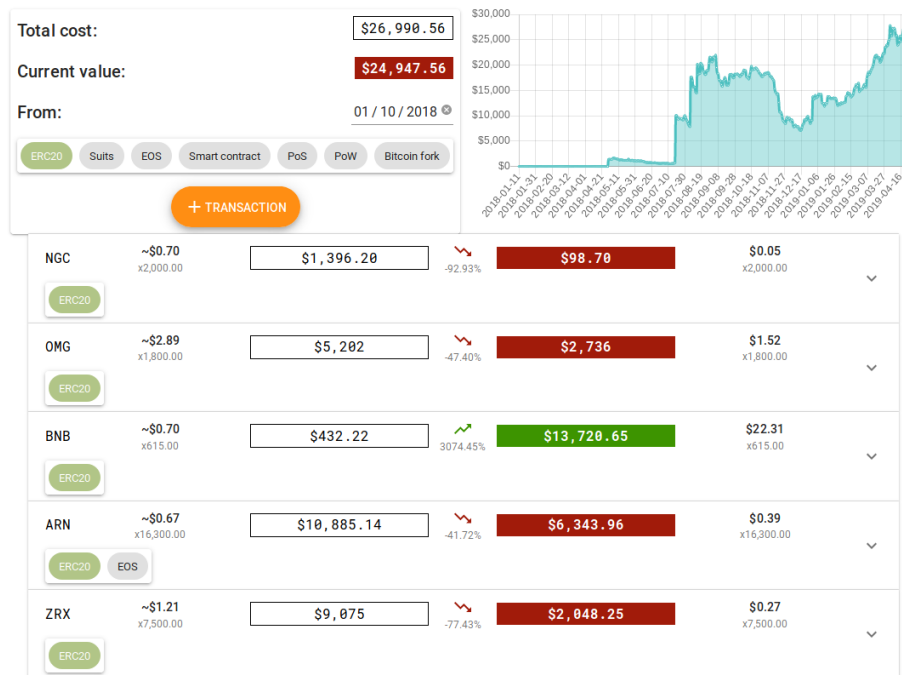 Total cost:
$26,990.56
Current value:
$24,947.56
From:
01/10/2018
ERC20 Suits EOS Smart contract PoS PoW Bitcoin fork
+ TRANSACTION
$30,000
$25,000
$20,000
$15,000
$10,000
$5,000
$0
2018-01-11
2018-01-31
2018-02-20
2018-03-12
2018-04-01
2018-04-21
2018-05-11
2018-05-31
2018-06-20
2018-07-10
2018-07-30
2018-08-19
2018-09-08
2018-09-28
2018-10-18
2018-11-07
2018-11-27
2018-12-17
2019-01-06
2019-01-26
2019-02-15
2019-03-07
2019-03-27
2019-04-16
NGC ~$0.70 $1,396.20 $98.70 $0.05
x2,000.00 -92.93% x2,000.00
ERC20
OMG ~$2.89 $5,202 $2,736 $1.52
x1,800.00 -47.40% x1,800.00
ERC20
BNB ~$0.70 $432.22 $13,720.65 $22.31
x615.00 3074.45% x615.00
ERC20
ARN ~$0.67 $10,885.14 $6,343.96 $0.39
x16,300.00 -41.72% x16,300.00
ERC20 EOS
ZRX ~$1.21 $9,075 $2,048.25 $0.27
x7,500.00 -77.43% x7,500.00
ERC20